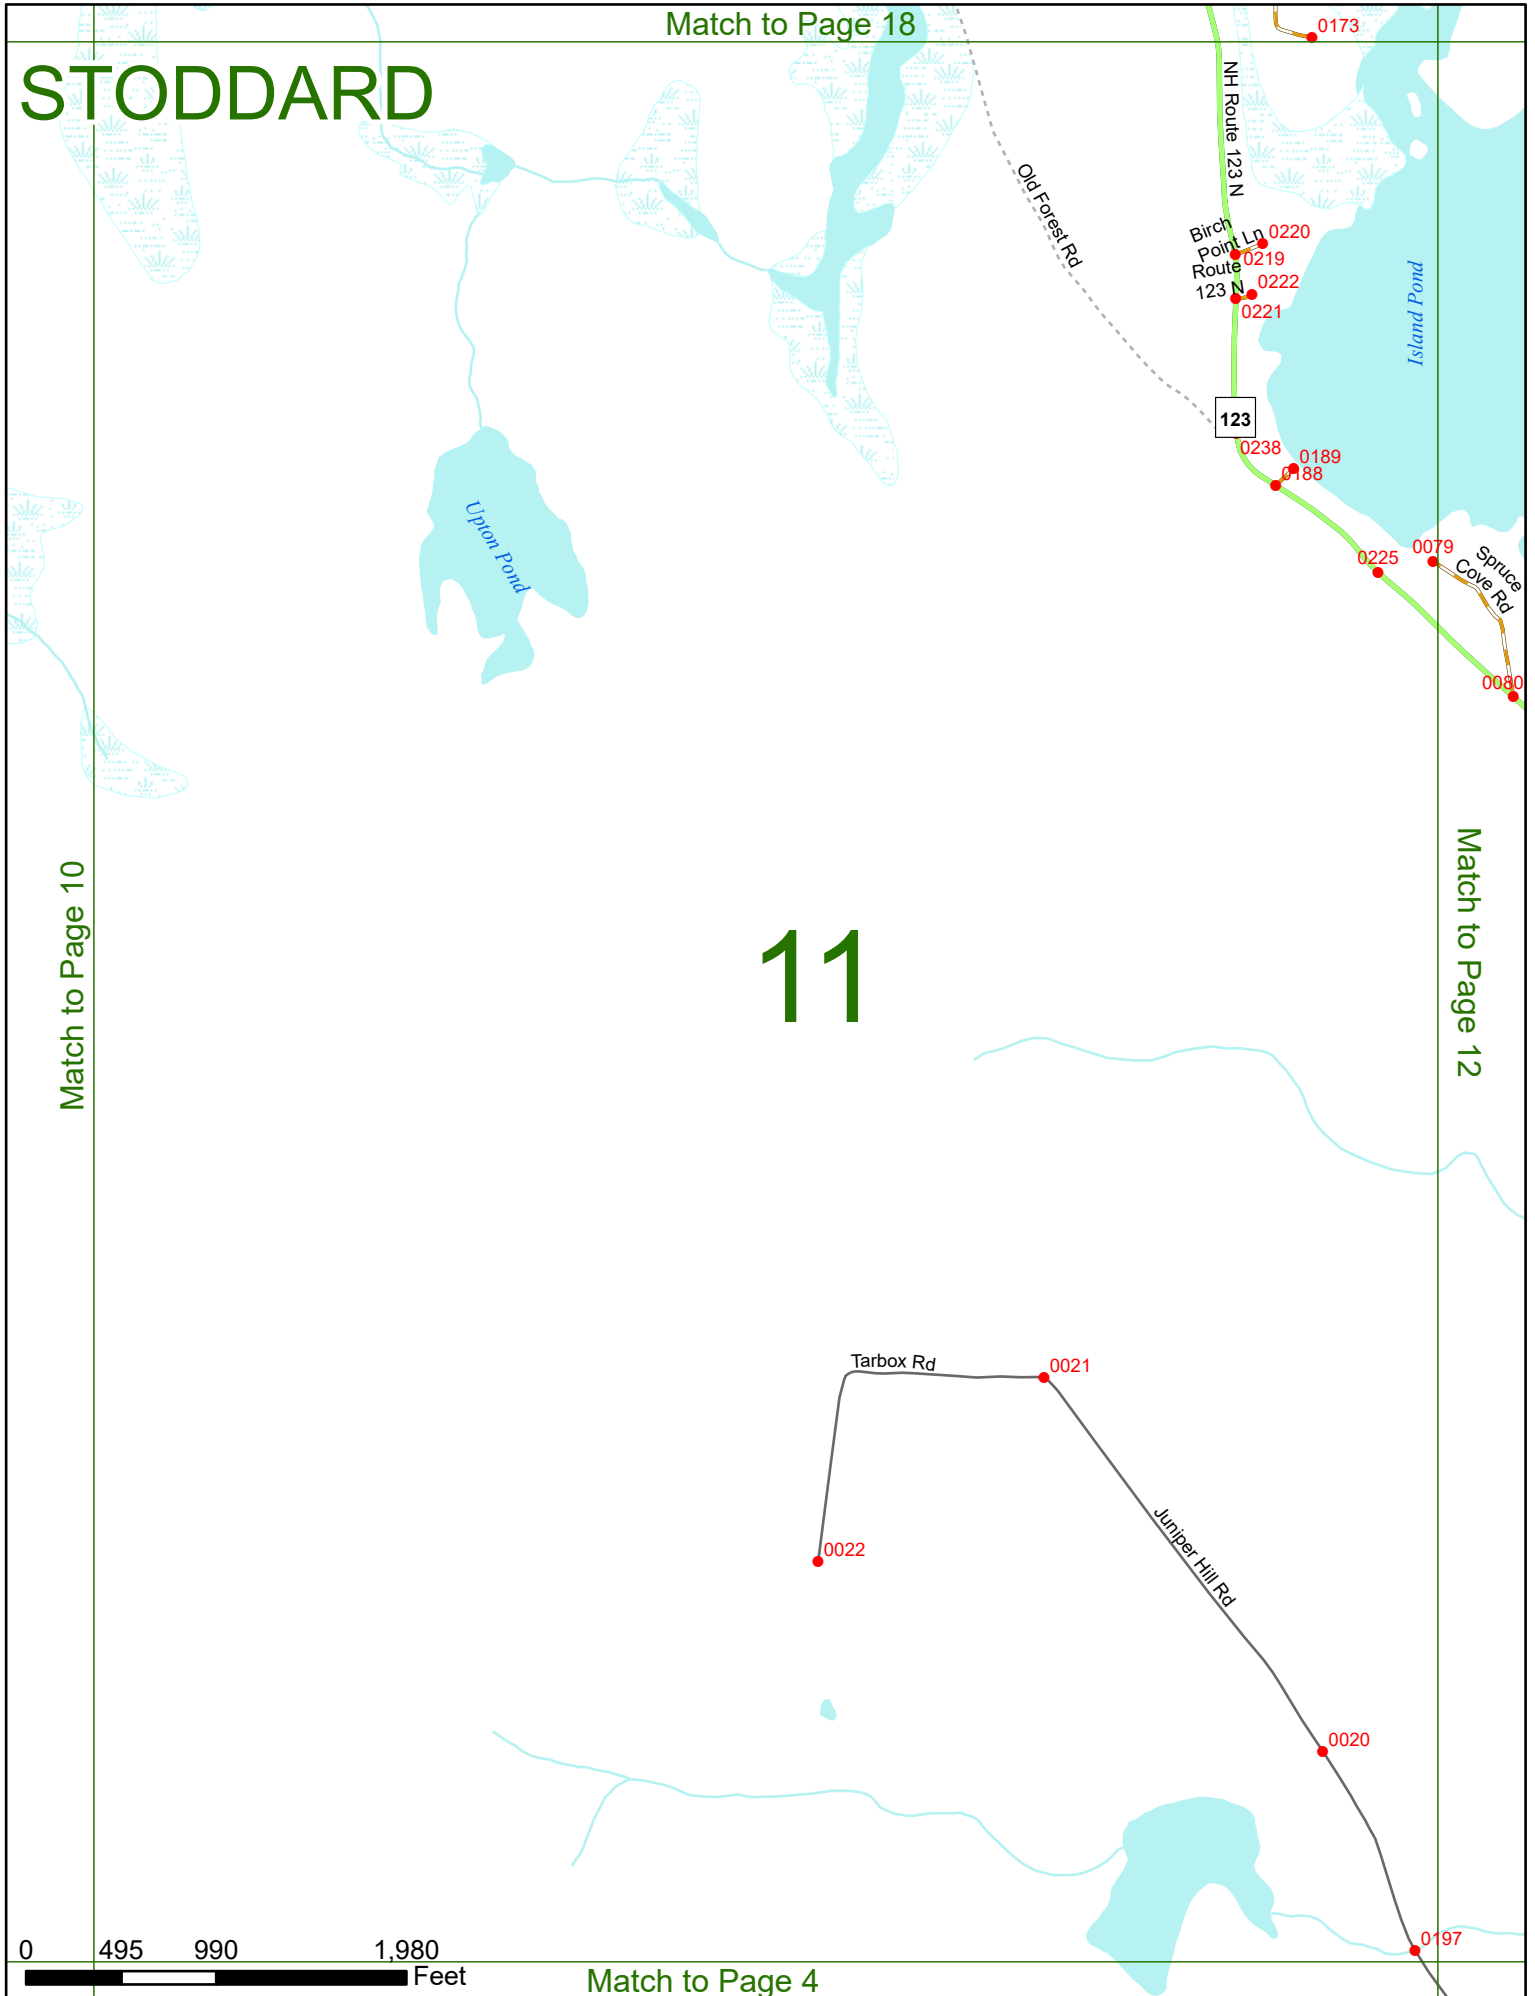 Match to Page 18
0173
STODDARD
NH Route 123 N
Old Forest Rd
Birch
Point Ln
0220
0219
Route
123 N
0222
0221
Island Pond
123
0238
0189
0188
Upton Pond
0225
0079
Spruce
Cove Rd
0080
Match to Page 10
11
Match to Page 12
Tarbox Rd
0021
Juniper Hill Rd
0022
0020
0197
0 495 990 1,980
Feet
Match to Page 4